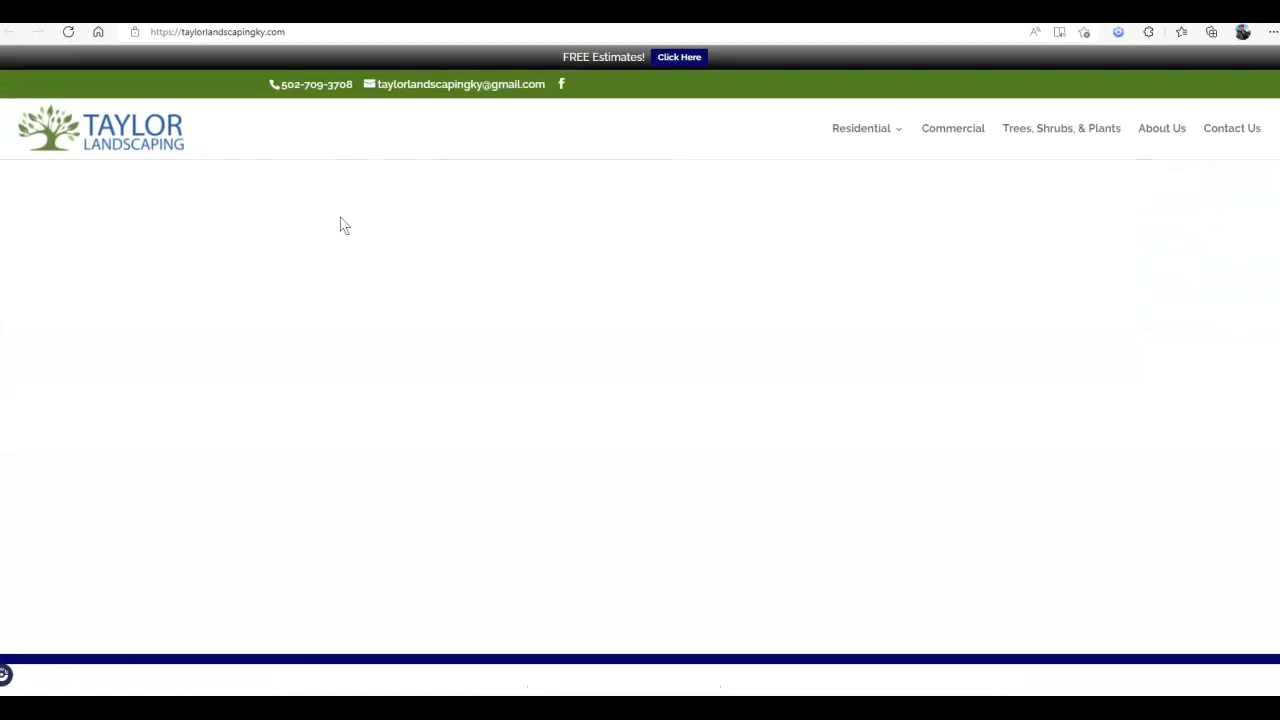 https://taylorlandscapingky.com
FREE Estimates! Click Here
502-709-3708 taylorlandscapingky@gmail.com f
TAYLOR
LANDSCAPING
Residential Commercial Trees, Shrubs, & Plants About Us Contact Us